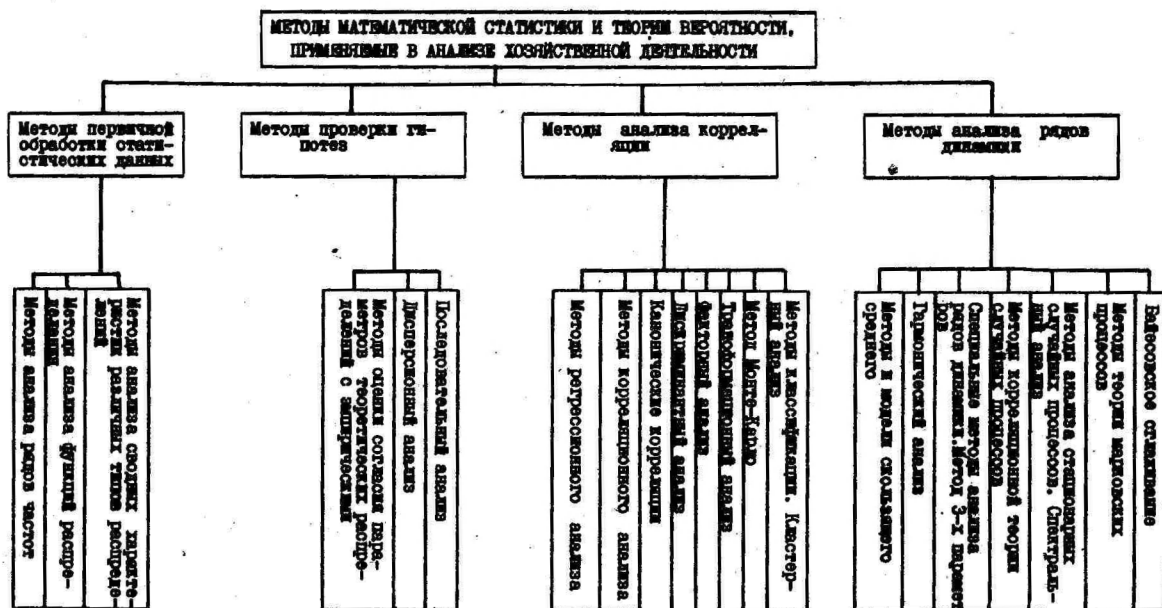 МЕТОДЫ МАТЕМАТИЧЕСКОЙ СТАТИСТИКИ И ТЕОРИИ ВЕРОЯТНОСТИ,
ПРИМЕНЯЕМЫЕ В АНАЛИЗЕ ХОЗЯЙСТВЕННОЙ ДЕЯТЕЛЬНОСТИ
Методы первичной
обработки стати-
стических данных
Методы проверки ги-
потез
Методы анализа коррел-
яции
Методы анализа рядов
динамики
Методы анализа рядов частот
Методы анализа функций распре-
деления
Методы анализа сводных характе-
ристик различных типов распреде-
лений
Методы оценки согласия пара-
метров теоретических распре-
делений с эмпирическими
Дисперсионный анализ
Последовательный анализ
Методы регрессионного анализа
Методы корреляционного анализа
Канонические корреляции
Дискриминантный анализ
Факторный анализ
Трансформационный анализ
Метод Монте-Карло
Методы классификации. Кластер-
ный анализ
Методы и модели скользящего
среднего
Гармонический анализ
Специальные методы анализа
рядов динамики.Метод 3-х парамет
ров
Методы корреляционной теории
случайных процессов
Методы анализа стационарных
случайных процессов. Спектраль-
ный анализ
Методы теории марковских
процессов
Байесовское сглаживание